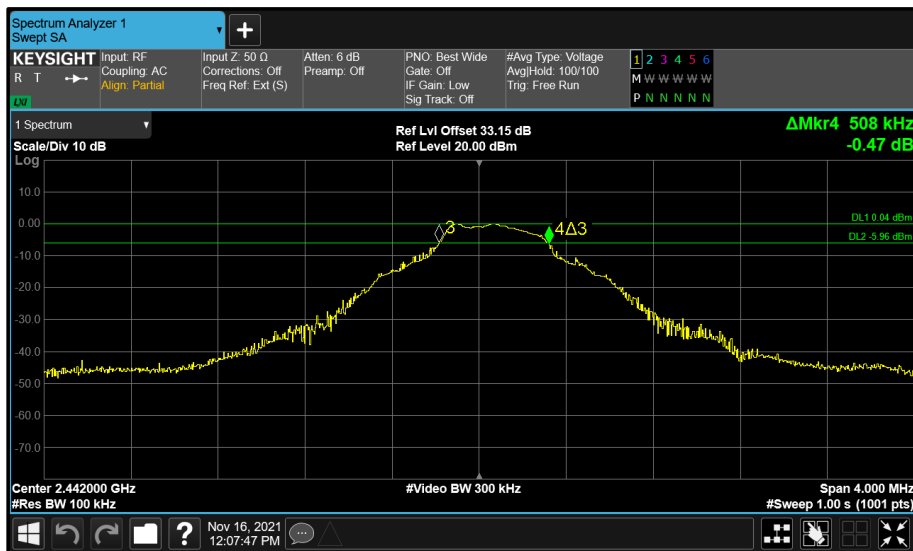 Spectrum Analyzer 1
Swept SA
+
KEYSIGHT
R T
LXI
Input: RF
Coupling: AC
Align: Partial
Input Z: 50 Ω
Corrections: Off
Freq Ref: Ext (S)
Atten: 6 dB
Preamp: Off
PNO: Best Wide
Gate: Off
IF Gain: Low
Sig Track: Off
#Avg Type: Voltage
Avg|Hold: 100/100
Trig: Free Run
1 2 3 4 5 6
M W W W W W
P N N N N N
1 Spectrum
Scale/Div 10 dB
Ref Lvl Offset 33.15 dB
Ref Level 20.00 dBm
ΔMkr4 508 kHz
-0.47 dB
Log
10.0
0.00
-10.0
-20.0
-30.0
-40.0
-50.0
-60.0
-70.0
3
4Δ3
DL1 0.04 dBm
DL2 -5.96 dBm
Center 2.442000 GHz
#Res BW 100 kHz
#Video BW 300 kHz
Span 4.000 MHz
#Sweep 1.00 s (1001 pts)
?
Nov 16, 2021
12:07:47 PM